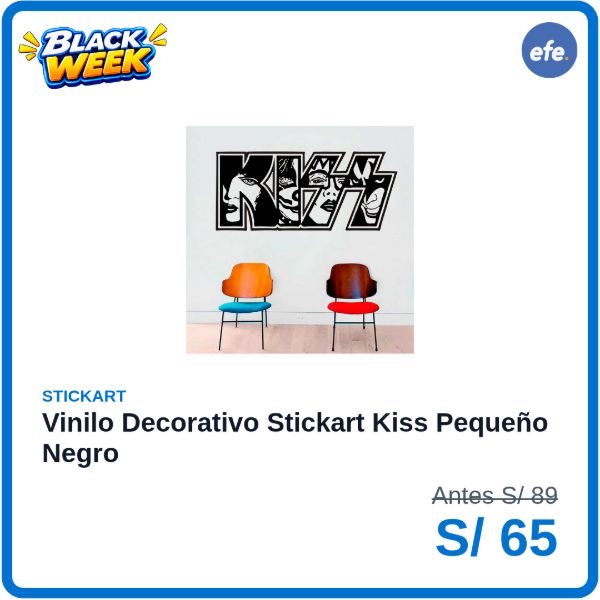 BLACK
WEEK
efe.
KISS
STICKART
Vinilo Decorativo Stickart Kiss Pequeño
Negro
Antes S/ 89
S/ 65